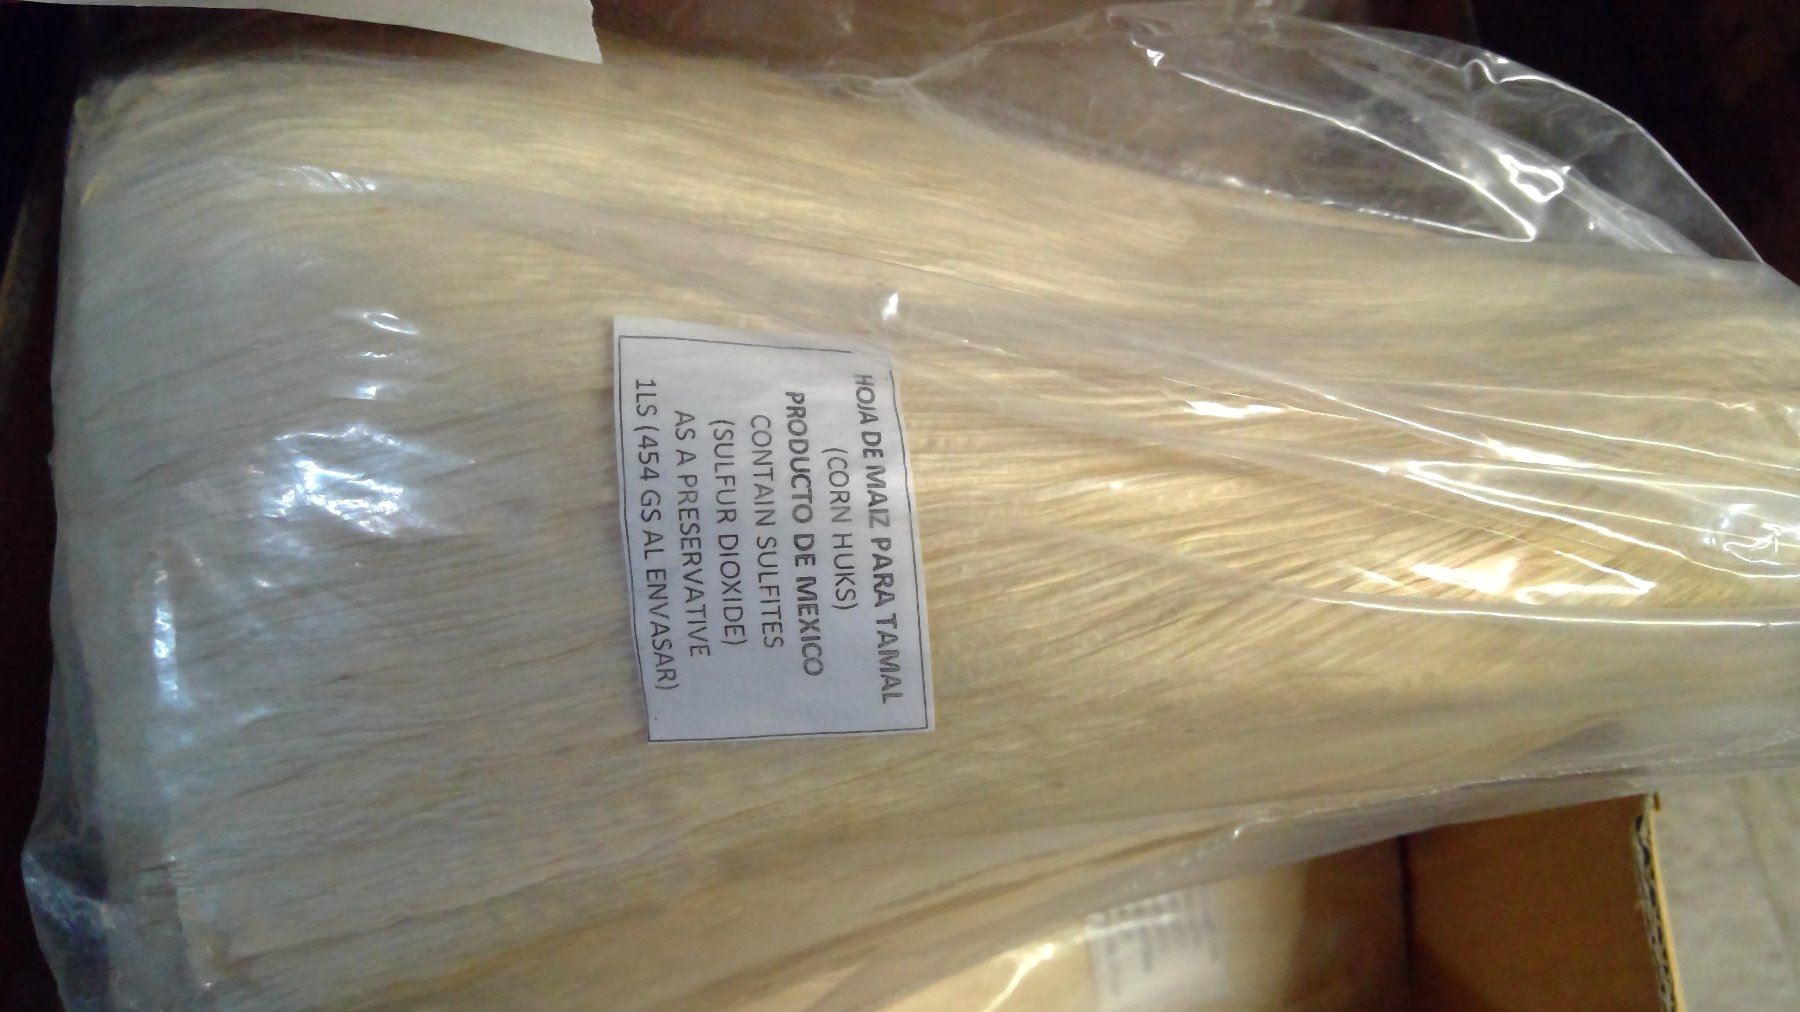 HOJA DE MAIZ PARA TAMAL
(CORN HUKS)
PRODUCTO DE MEXICO
CONTAIN SULFITES
(SULFUR DIOXIDE)
AS A PRESERVATIVE
1LS (454 GS AL ENVASAR)